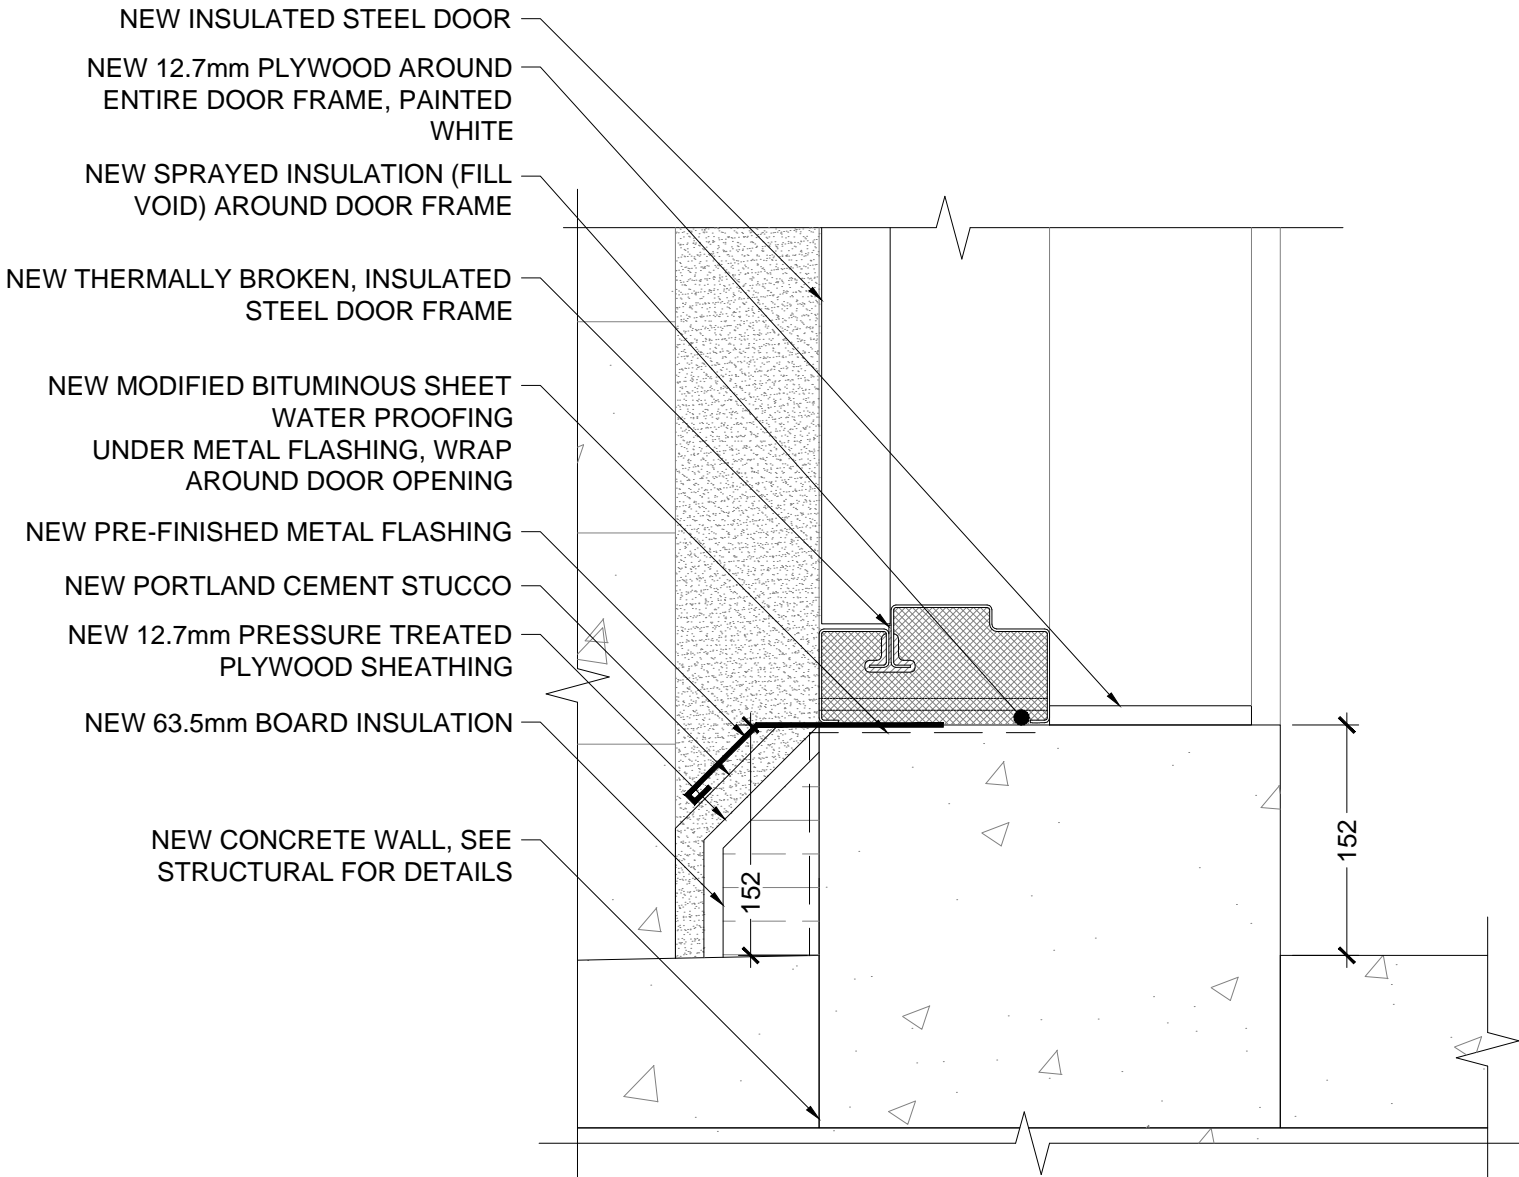 NEW INSULATED STEEL DOOR
NEW 12.7mm PLYWOOD AROUND
ENTIRE DOOR FRAME, PAINTED
WHITE
NEW SPRAYED INSULATION (FILL
VOID) AROUND DOOR FRAME
NEW THERMALLY BROKEN, INSULATED
STEEL DOOR FRAME
NEW MODIFIED BITUMINOUS SHEET
WATER PROOFING
UNDER METAL FLASHING, WRAP
AROUND DOOR OPENING
NEW PRE-FINISHED METAL FLASHING
NEW PORTLAND CEMENT STUCCO
NEW 12.7mm PRESSURE TREATED
PLYWOOD SHEATHING
NEW 63.5mm BOARD INSULATION
NEW CONCRETE WALL, SEE
STRUCTURAL FOR DETAILS
152
152